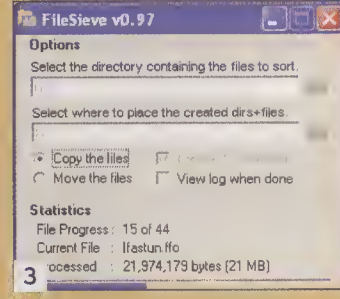 FileSieve v0.97
Options
Select the directory containing the files to sort.
Select where to place the created dirs+files.
Copy the files
Move the files View log when done
Statistics
File Progress: 15 of 44
Current File : lfastun.ffo
rocessed : 21,974,179 bytes (21 MB)
3